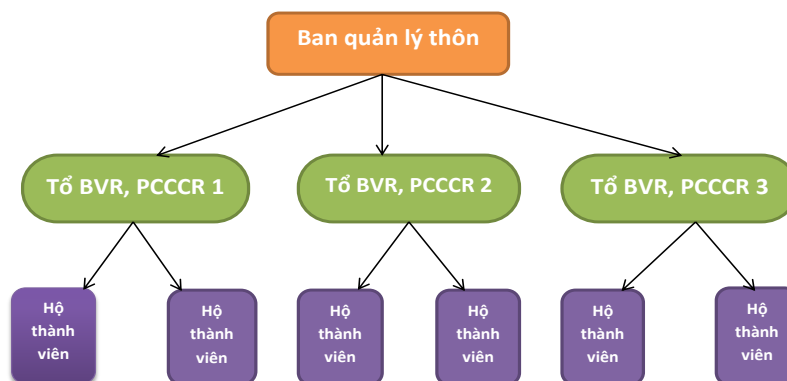 Ban quản lý thôn
Tổ BVR, PCCCR 1
Tổ BVR, PCCCR 2
Tổ BVR, PCCCR 3
Hộ
thành
viên
Hộ
thành
viên
Hộ
thành
viên
Hộ
thành
viên
Hộ
thành
viên
Hộ
thành
viên